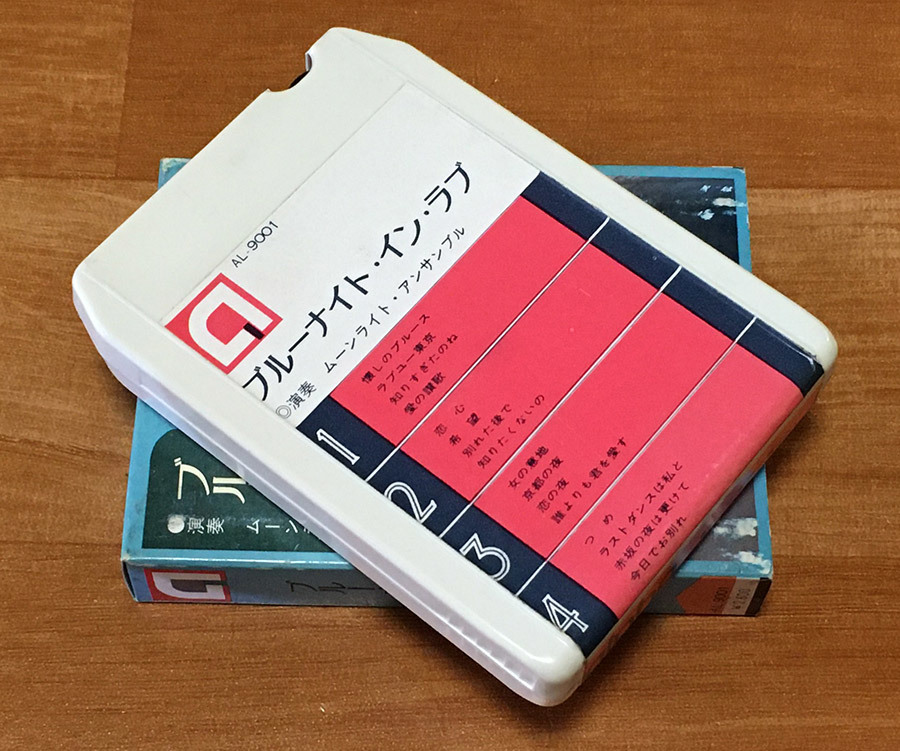 AL-9001
ブルーナイト・イン・ラブ
◎演奏 ムーンライト・アンサンブル
1
懐しのブルース
ラブユー東京
知りすぎたのね
愛の讃歌
2
恋心
希望
別れた後で
知りたくないの
3
女の意地
京都の夜
恋の夜
誰よりも君を愛す
4
つめ
ラストダンスは私と
赤坂の夜は更けて
今日でお別れ
ブル
●演奏 ムーン
ブルー